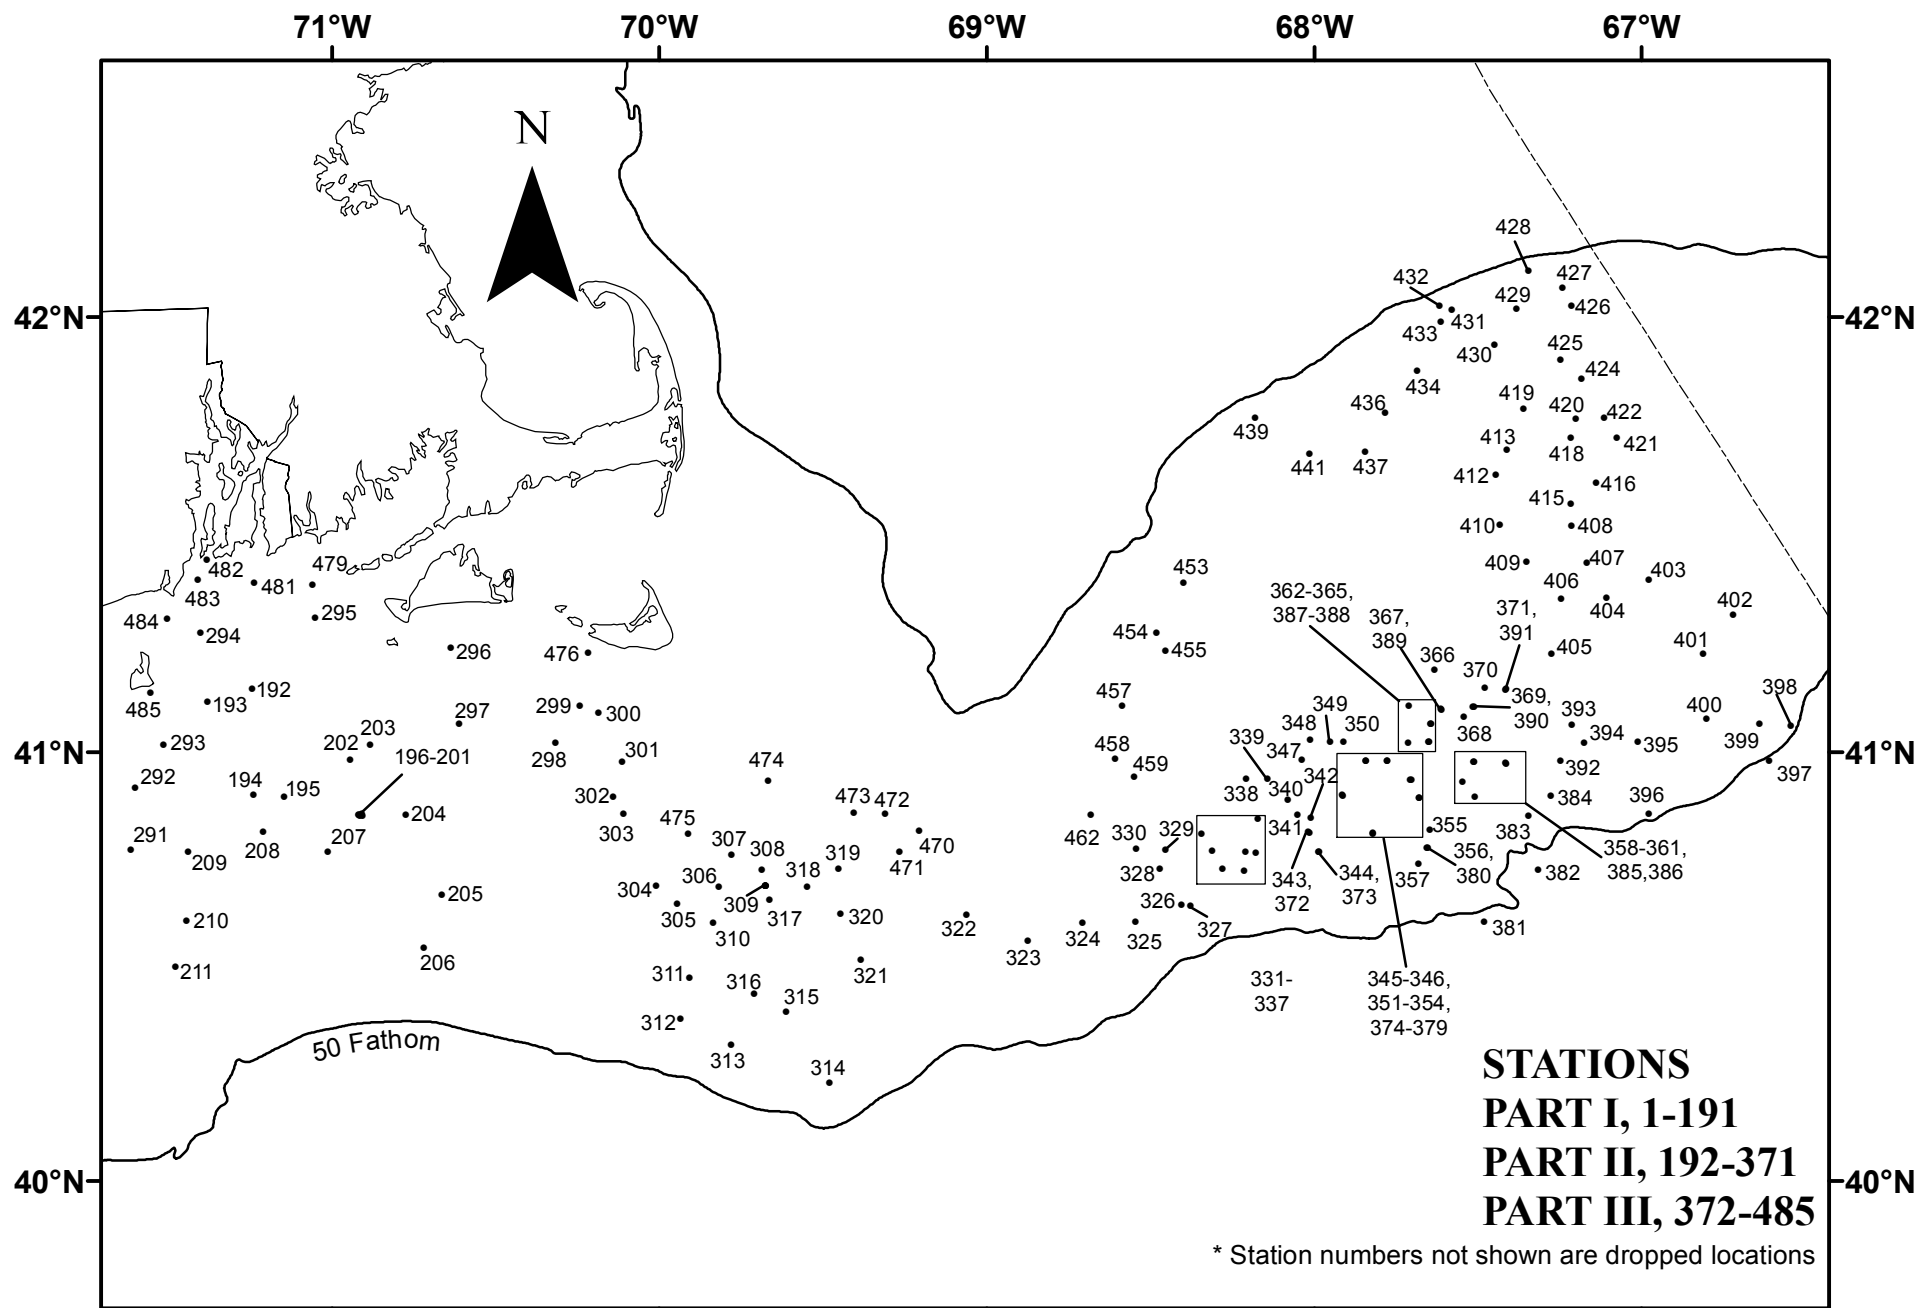 71°W 70°W 69°W 68°W 67°W
N
428
432 427
429 426
42°N 42°N
431
433
430 425
424
434
419
436 420 422
439 413 421
441 437 418
412 416
415
410 408
482 479
481 453 409 407 403
483 362-365, 406
387-388 367, 371, 404 402
484 295 389 391
294 454 401
296 476 455 366 370 405
192
193 457 369, 398
485 297 299 300 349 390 393 400
203 348 350 368 394
293 202 196-201 298 301 339 347 395 399
41°N 41°N
474 458
292 459 342 392 397
194 195 338 340 384
302 473 472 396
204 303 475 462 341 355 383
291 207 307 308 330 329 358-361,
208 319 470 356, 385,386
209 318 471 328 343, 344, 357 380 382
306 372 373
205 304 309 326
305 317 320 322 327 381
210 310 324 325
206 323
211 311 321 331-
337
316 315 345-346,
351-354,
374-379
312
50 Fathom
313
314
STATIONS
PART I, 1-191
PART II, 192-371
PART III, 372-485
40°N 40°N
* Station numbers not shown are dropped locations